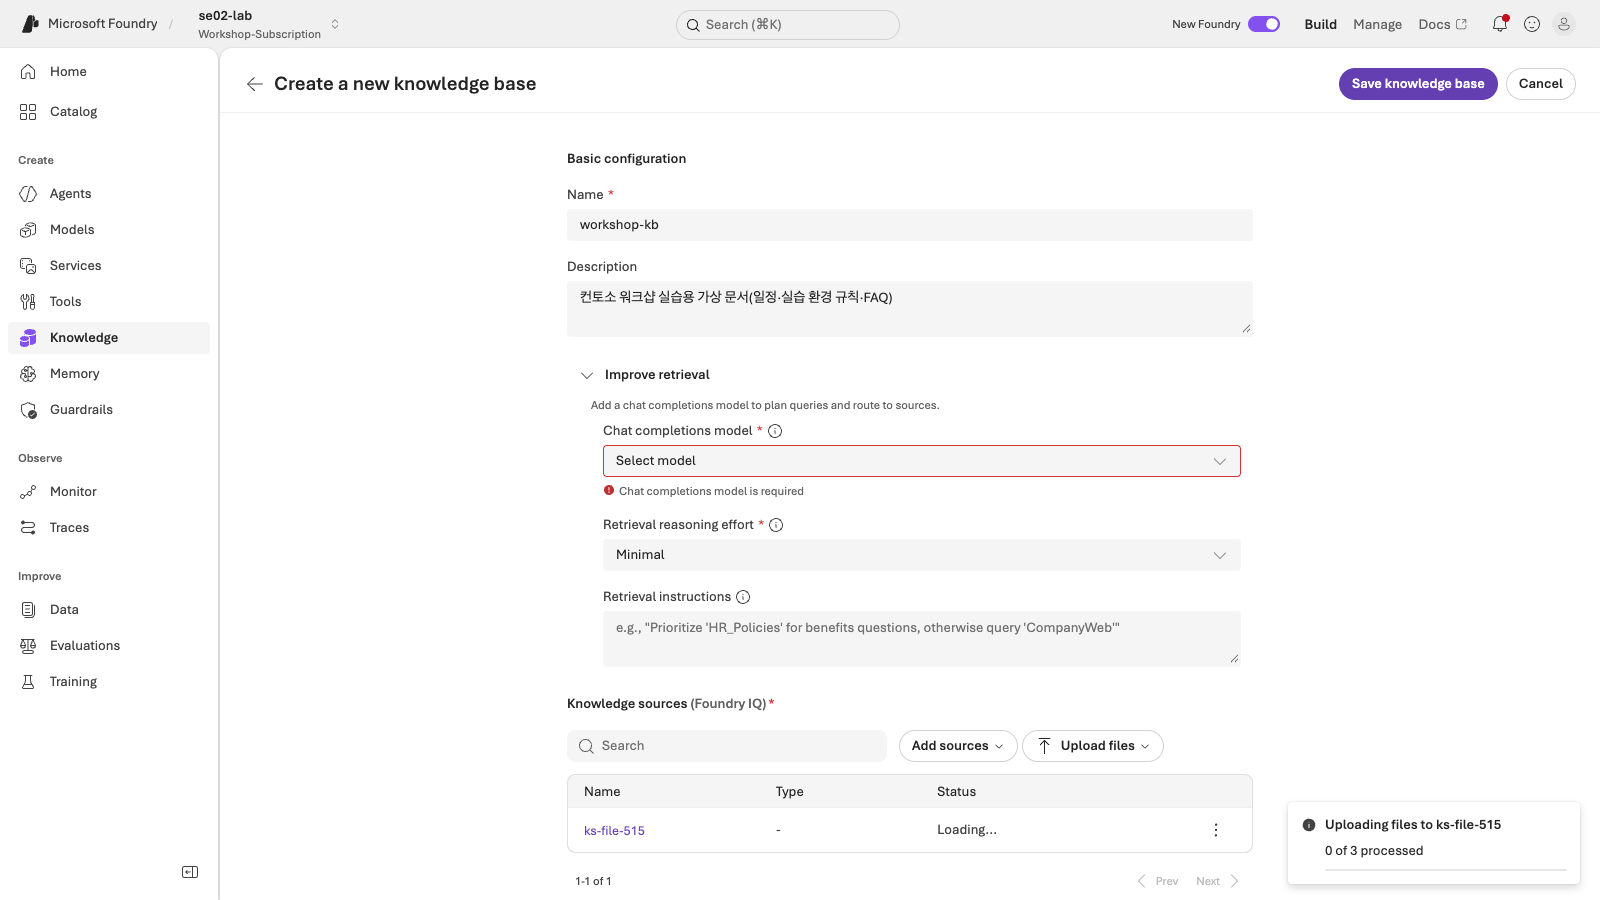 Microsoft Foundry
/
se02-lab
Workshop-Subscription
Search (⌘K)
New Foundry
Build
Manage
Docs
Home
Catalog
Create
Agents
Models
Services
Tools
Knowledge
Memory
Guardrails
Observe
Monitor
Traces
Improve
Data
Evaluations
Training
Create a new knowledge base
Save knowledge base
Cancel
Basic configuration
Name *
workshop-kb
Description
컨토소 워크샵 실습용 가상 문서(일정·실습 환경 규칙·FAQ)
Improve retrieval
Add a chat completions model to plan queries and route to sources.
Chat completions model *
Select model
Chat completions model is required
Retrieval reasoning effort *
Minimal
Retrieval instructions
e.g., "Prioritize 'HR_Policies' for benefits questions, otherwise query 'CompanyWeb'"
Knowledge sources (Foundry IQ)*
Search
Add sources
Upload files
Name Type Status
ks-file-515 - Loading...
1-1 of 1
Prev Next
Uploading files to ks-file-515
0 of 3 processed